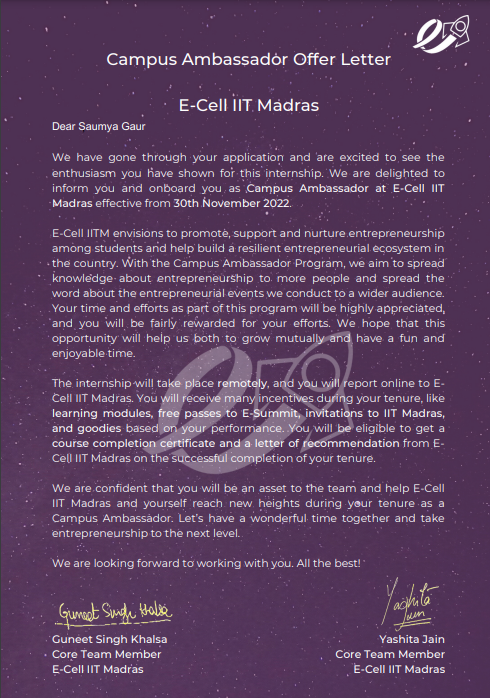 Campus Ambassador Offer Letter
E-Cell IIT Madras
Dear Saumya Gaur
We have gone through your application and are excited to see the
enthusiasm you have shown for this internship. We are delighted to
inform you and onboard you as Campus Ambassador at E-Cell IIT
Madras effective from 30th November 2022.
E-Cell IITM envisions to promote, support and nurture entrepreneurship
among students and help build a resilient entrepreneurial ecosystem in
the country. With the Campus Ambassador Program, we aim to spread
knowledge about entrepreneurship to more people and spread the
word about the entrepreneurial events we conduct to a wider audience.
Your time and efforts as part of this program will be highly appreciated,
and you will be fairly rewarded for your efforts. We hope that this
opportunity will help us both to grow mutually and have a fun and
enjoyable time.
The internship will take place remotely, and you will report online to E-
Cell IIT Madras. You will receive many incentives during your tenure, like
learning modules, free passes to E-Summit, invitations to IIT Madras,
and goodies based on your performance. You will be eligible to get a
course completion certificate and a letter of recommendation from E-
Cell IIT Madras on the successful completion of your tenure.
We are confident that you will be an asset to the team and help E-Cell
IIT Madras and yourself reach new heights during your tenure as a
Campus Ambassador. Let's have a wonderful time together and take
entrepreneurship to the next level.
We are looking forward to working with you. All the best!
Guneet Singh Khalsa
Yashita Jain
Guneet Singh Khalsa
Core Team Member
E-Cell IIT Madras
Yashita Jain
Core Team Member
E-Cell IIT Madras